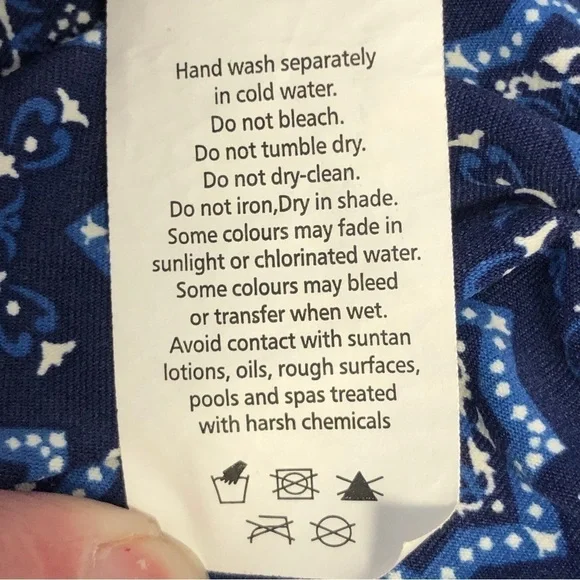 Hand wash separately
in cold water.
Do not bleach.
Do not tumble dry.
Do not dry-clean.
Do not iron,Dry in shade.
Some colours may fade in
sunlight or chlorinated water.
Some colours may bleed
or transfer when wet.
Avoid contact with suntan
lotions, oils, rough surfaces,
pools and spas treated
with harsh chemicals